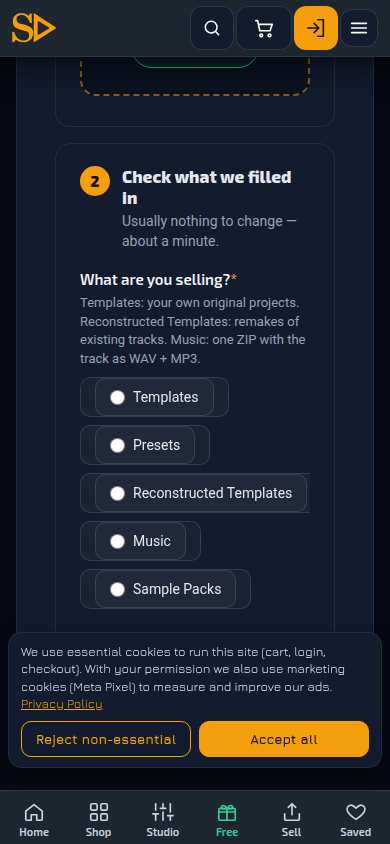 2
Check what we filled
in
Usually nothing to change —
about a minute.
What are you selling?*
Templates: your own original projects.
Reconstructed Templates: remakes of
existing tracks. Music: one ZIP with the
track as WAV + MP3.
Templates
Presets
Reconstructed Templates
Music
Sample Packs
We use essential cookies to run this site (cart, login,
checkout). With your permission we also use marketing
cookies (Meta Pixel) to measure and improve our ads.
Privacy Policy
Reject non-essential
Accept all
Home
Shop
Studio
Free
Sell
Saved